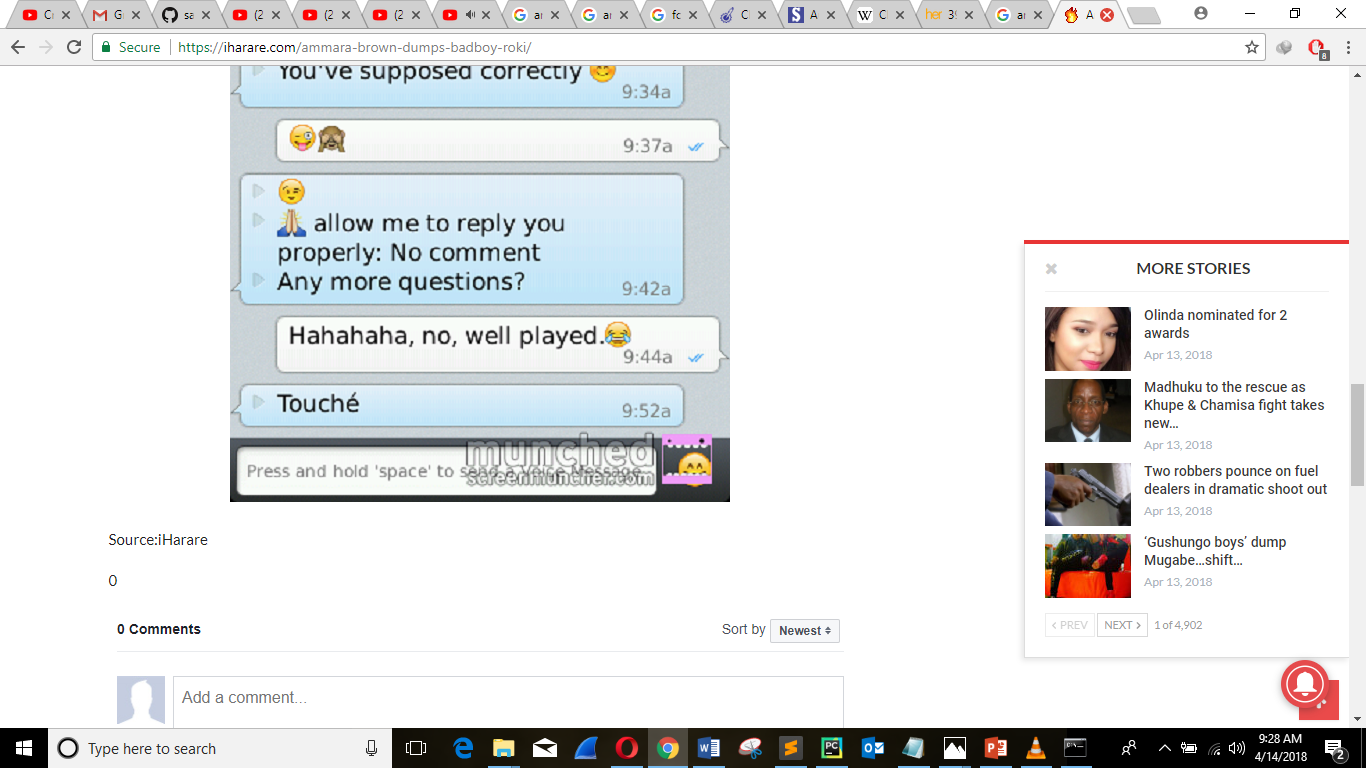 C
G
sa
(2
(2
(2
(2
ar
ar
fc
C
A
C
her 39
ar
A
Secure
https://iharare.com/ammara-brown-dumps-badboy-roki/
8
You've supposed correctly
9:34a
9:37a
allow me to reply you
properly: No comment
Any more questions?
9:42a
Hahahaha, no, well played.
9:44a
Touché
9:52a
munched
Press and hold 'space' to send a Voice Message
screenmuncher.com
Source:iHarare
0
0 Comments
Sort by Newest
Add a comment...
MORE STORIES
Olinda nominated for 2
awards
Apr 13, 2018
Madhuku to the rescue as
Khupe & Chamisa fight takes
new...
Apr 13, 2018
Two robbers pounce on fuel
dealers in dramatic shoot out
Apr 13, 2018
‘Gushungo boys’ dump
Mugabe...shift...
Apr 13, 2018
PREV
NEXT
1 of 4,902
Type here to search
9:28 AM
4/14/2018
2